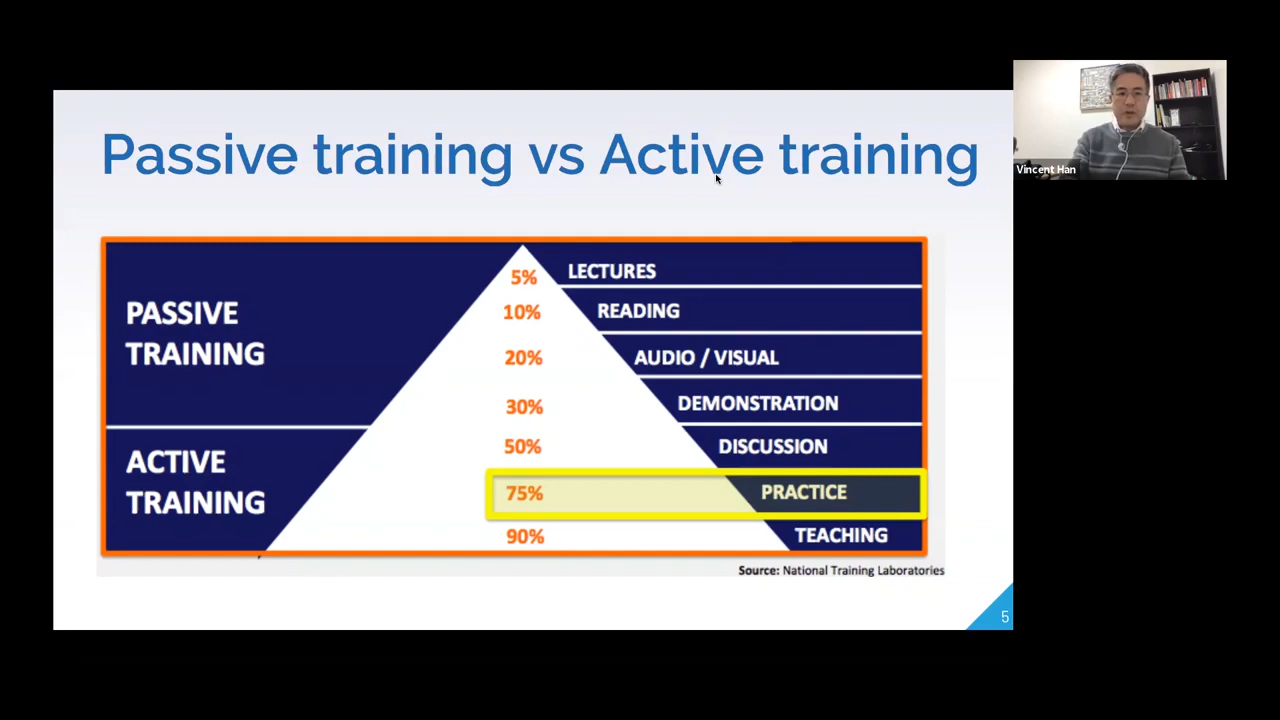 Passive training vs Active training
Vincent Han
PASSIVE
TRAINING
5% LECTURES
10% READING
20% AUDIO / VISUAL
30% DEMONSTRATION
ACTIVE
TRAINING
50% DISCUSSION
75% PRACTICE
90% TEACHING
Source: National Training Laboratories
5